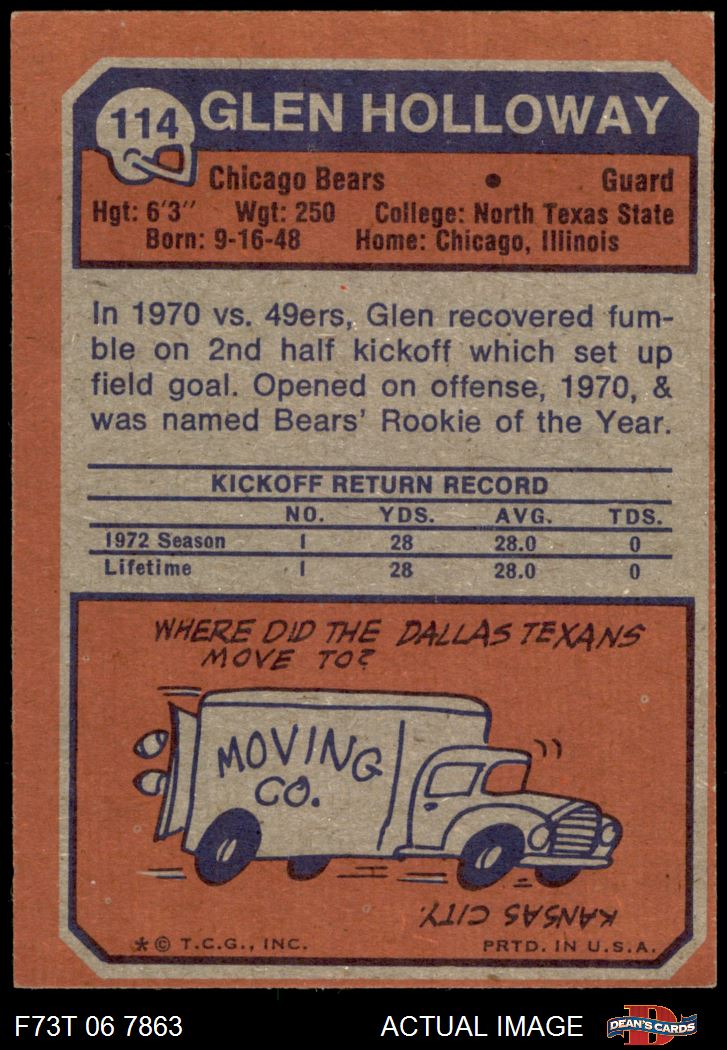 114 GLEN HOLLOWAY
Chicago Bears • Guard
Hgt: 6'3" Wgt: 250 College: North Texas State
Born: 9-16-48 Home: Chicago, Illinois
In 1970 vs. 49ers, Glen recovered fum-
ble on 2nd half kickoff which set up
field goal. Opened on offense, 1970, &
was named Bears' Rookie of the Year.
KICKOFF RETURN RECORD
NO. YDS. AVG. TDS.
1972 Season 1 28 28.0 0
Lifetime 1 28 28.0 0
WHERE DID THE DALLAS TEXANS
MOVE TO?
MOVING
CO.
KANSAS CITY.
*© T.C.G., INC. PRTD. IN U.S.A.
F73T 06 7863 ACTUAL IMAGE DEAN'S CARDS